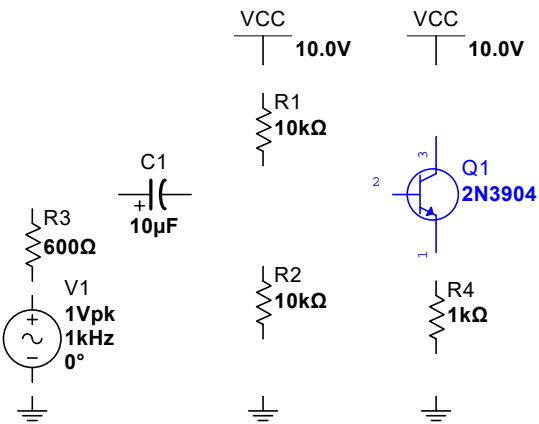 VCC
10.0V
VCC
10.0V
R1
10kΩ
C1
+
10µF
3
Q1
2N3904
2
1
R3
600Ω
V1
1Vpk
1kHz
0°
+
R2
10kΩ
R4
1kΩ